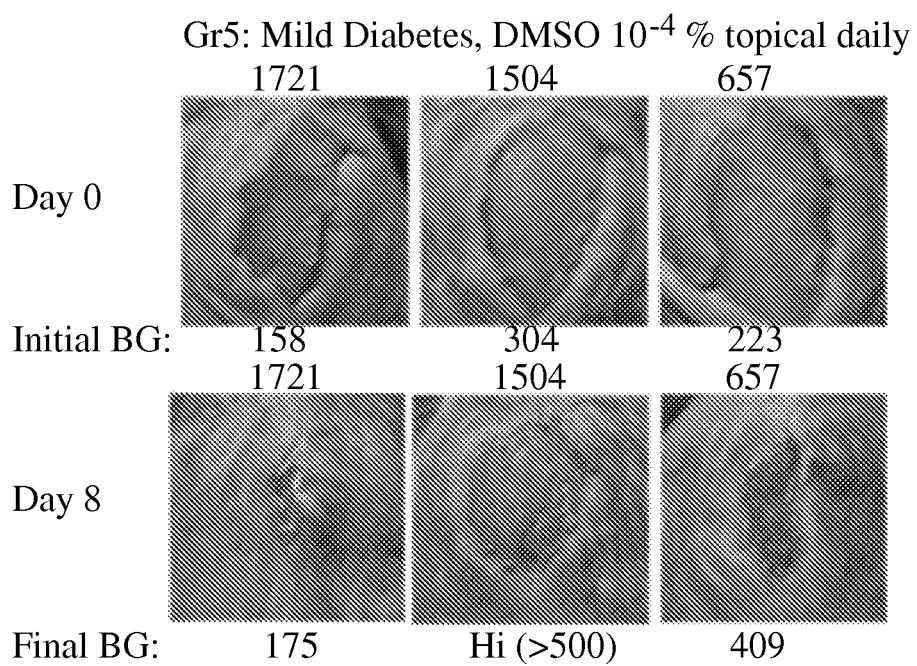 Gr5: Mild Diabetes, DMSO 10-4 % topical daily
1721 1504 657
Day 0
Initial BG: 158 304 223
1721 1504 657
Day 8
Final BG: 175 Hi (>500) 409